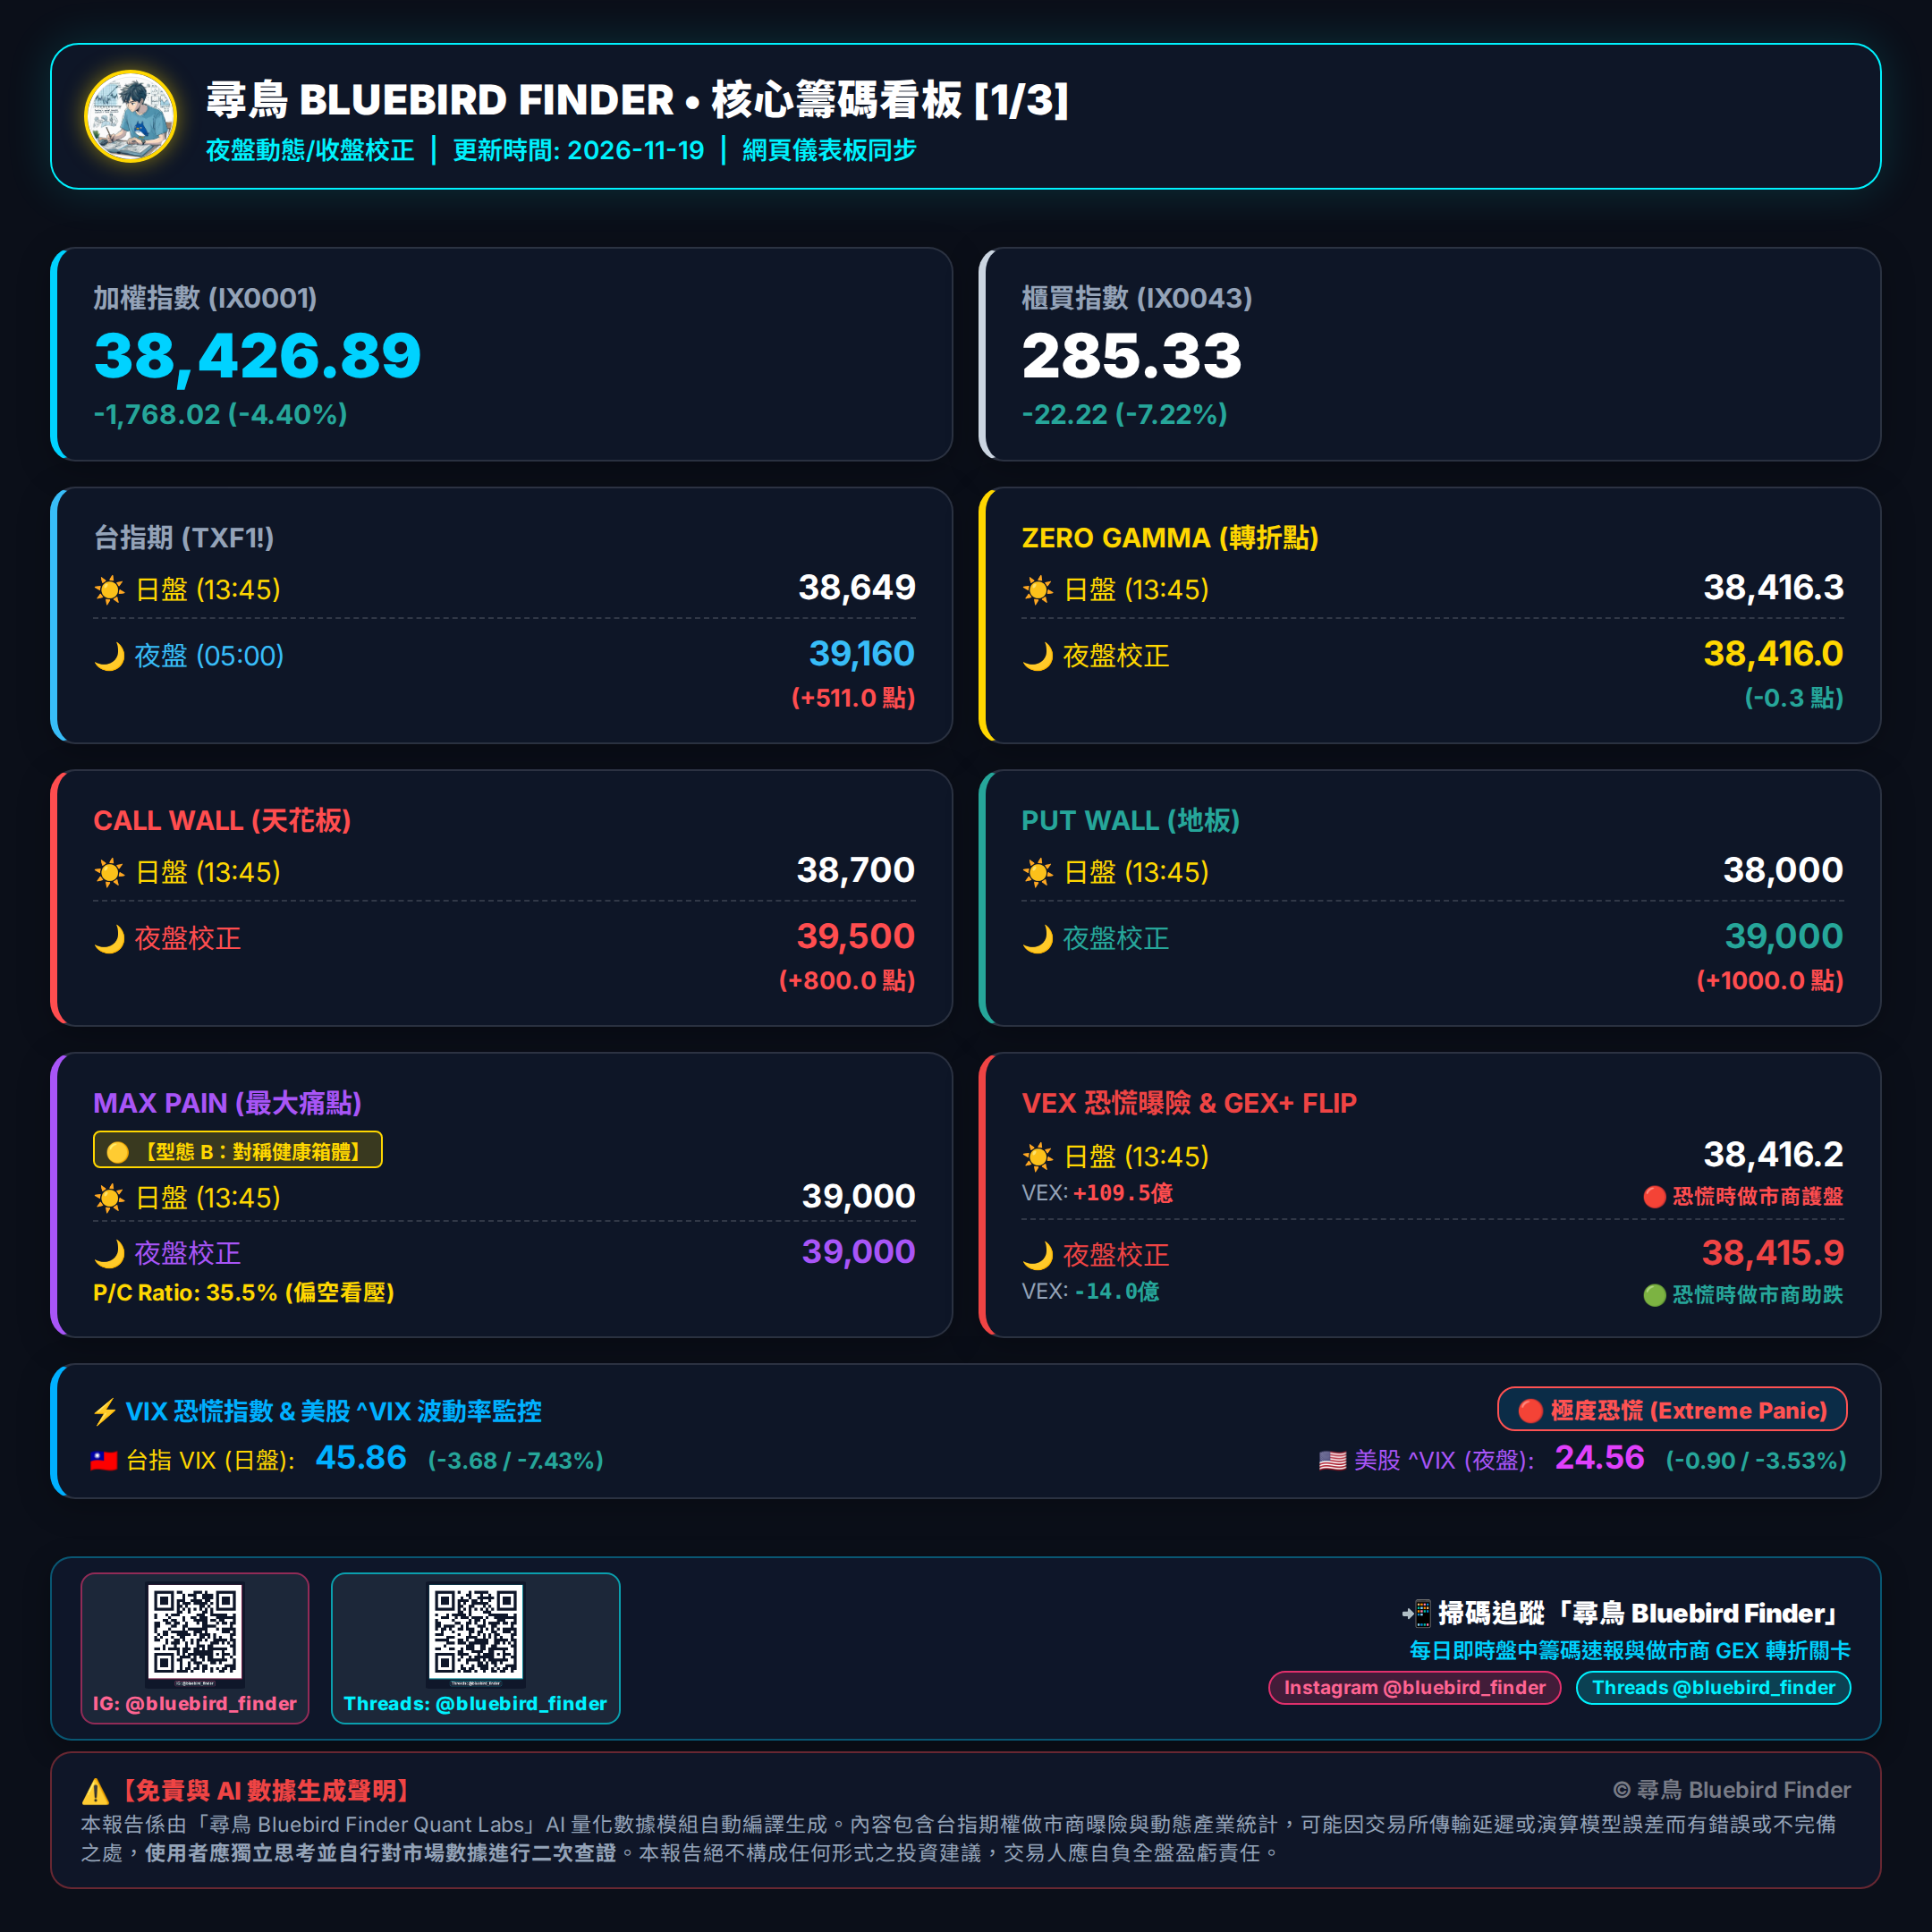 尋鳥 BLUEBIRD FINDER • 核心籌碼看板 [1/3]
夜盤動態/收盤校正 | 更新時間: 2026-11-19 | 網頁儀表板同步
加權指數 (IX0001)
38,426.89
-1,768.02 (-4.40%)
櫃買指數 (IX0043)
285.33
-22.22 (-7.22%)
台指期 (TXF1!)
☀️ 日盤 (13:45) 38,649
🌙 夜盤 (05:00) 39,160
(+511.0 點)
ZERO GAMMA (轉折點)
☀️ 日盤 (13:45) 38,416.3
🌙 夜盤校正 38,416.0
(-0.3 點)
CALL WALL (天花板)
☀️ 日盤 (13:45) 38,700
🌙 夜盤校正 39,500
(+800.0 點)
PUT WALL (地板)
☀️ 日盤 (13:45) 38,000
🌙 夜盤校正 39,000
(+1000.0 點)
MAX PAIN (最大痛點)
🟡 【型態 B：對稱健康箱體】
☀️ 日盤 (13:45) 39,000
🌙 夜盤校正 39,000
P/C Ratio: 35.5% (偏空看壓)
VEX 恐慌曝險 & GEX+ FLIP
☀️ 日盤 (13:45) 38,416.2
VEX: +109.5億 🔴 恐慌時做市商護盤
🌙 夜盤校正 38,415.9
VEX: -14.0億 🟢 恐慌時做市商助跌
⚡ VIX 恐慌指數 & 美股 ^VIX 波動率監控
🔴 極度恐慌 (Extreme Panic)
🇹🇼 台指 VIX (日盤): 45.86 (-3.68 / -7.43%)
🇺🇸 美股 ^VIX (夜盤): 24.56 (-0.90 / -3.53%)
IG: @bluebird_finder
IG: @bluebird_finder
Threads: @bluebird_finder
Threads: @bluebird_finder
📲 掃碼追蹤「尋鳥 Bluebird Finder」
每日即時盤中籌碼速報與做市商 GEX 轉折關卡
Instagram @bluebird_finder
Threads @bluebird_finder
⚠️【免責與 AI 數據生成聲明】
© 尋鳥 Bluebird Finder
本報告係由「尋鳥 Bluebird Finder Quant Labs」AI 量化數據模組自動編譯生成。內容包含台指期權做市商曝險與動態產業統計，可能因交易所傳輸延遲或演算模型誤差而有錯誤或不完備
之處，使用者應獨立思考並自行對市場數據進行二次查證。本報告絕不構成任何形式之投資建議，交易人應自負全盤盈虧責任。